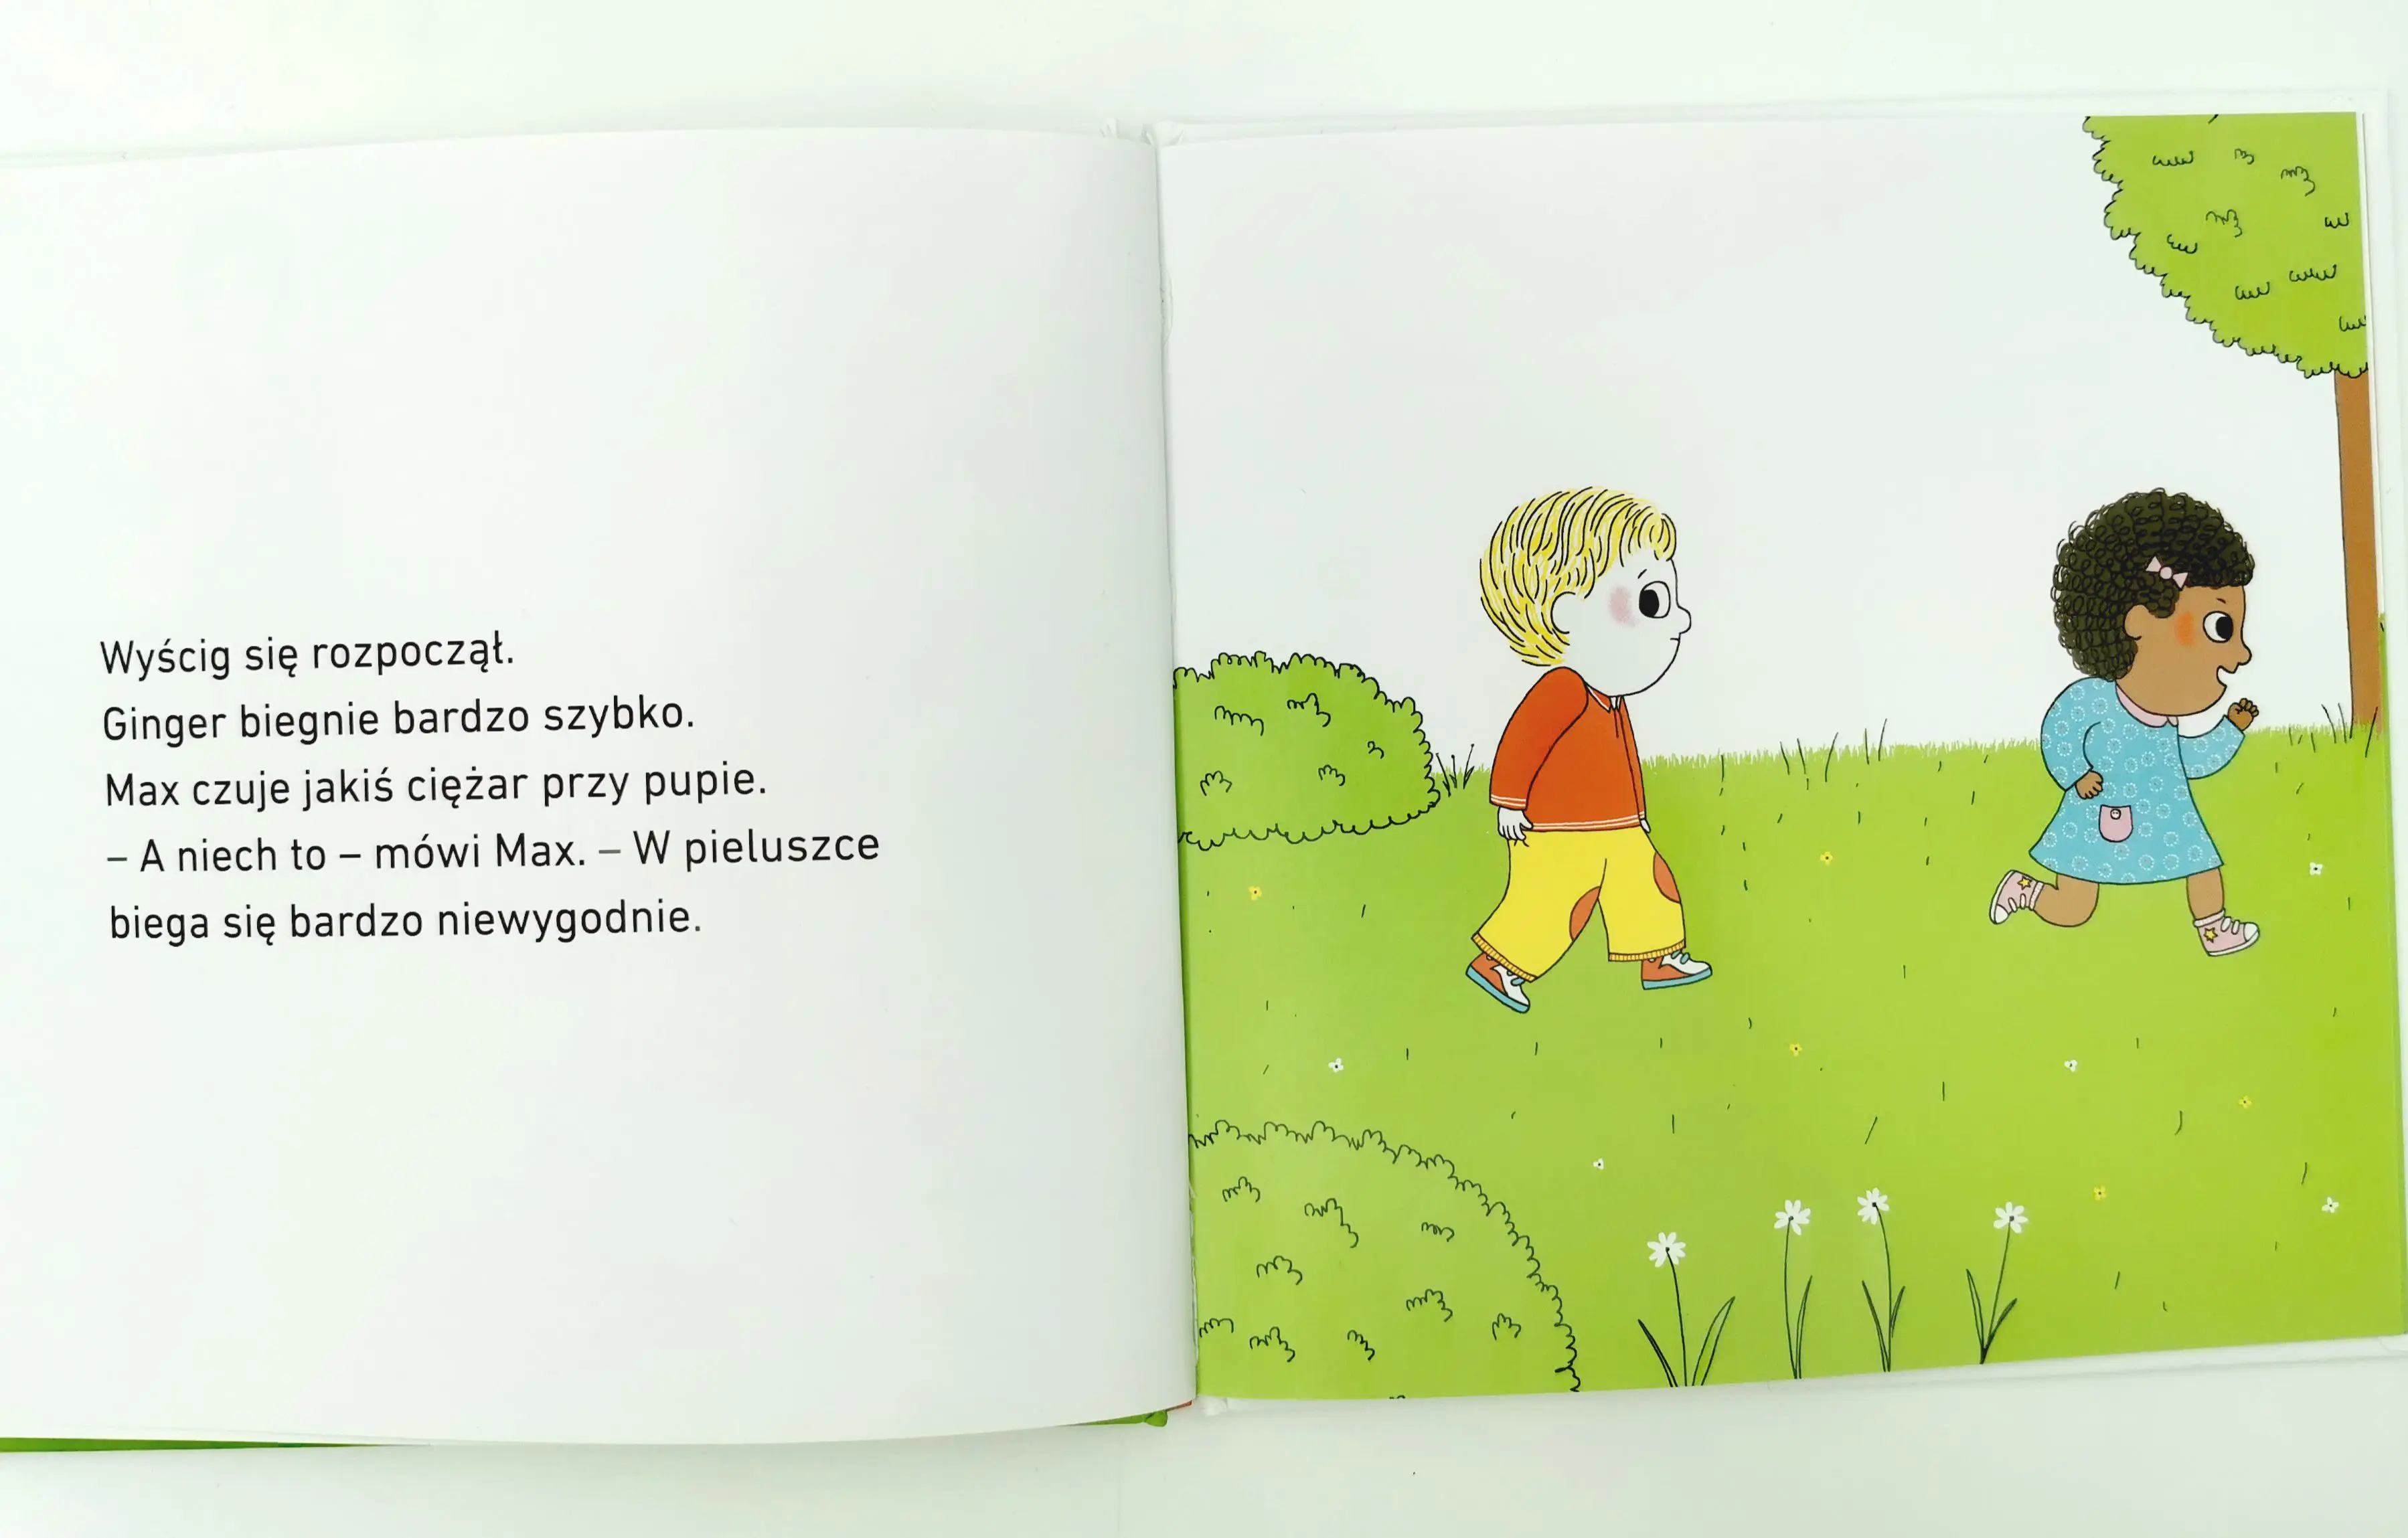 Wyścig się rozpoczął.
Ginger biegnie bardzo szybko.
Max czuje jakiś ciężar przy pupie.
– A niech to – mówi Max. – W pieluszce
biega się bardzo niewygodnie.